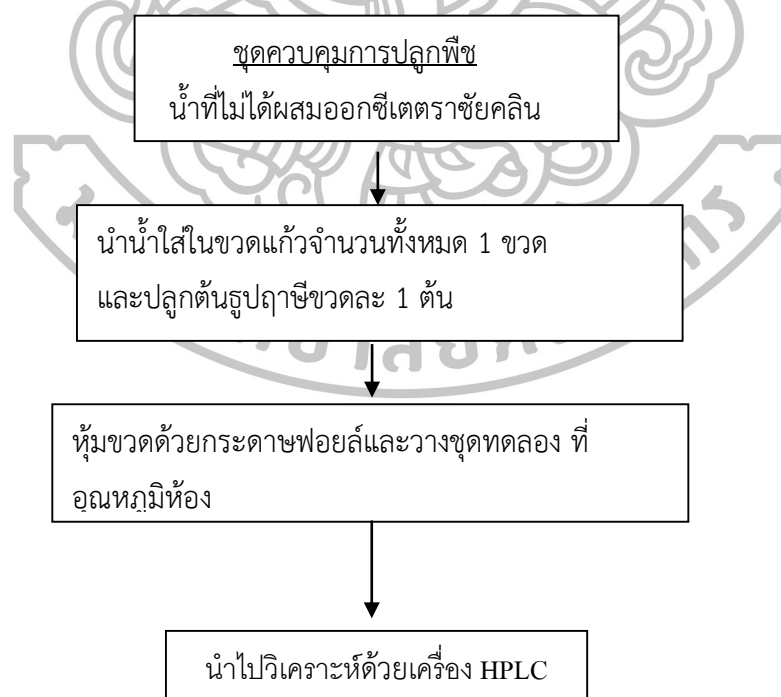 ชุดควบคุมการปลูกพืช
น้ำที่ไม่ได้ผสมออกซีเตตราซัยคลิน
นำน้ำใส่ในขวดแก้วจำนวนทั้งหมด 1 ขวด
และปลูกต้นธูปฤาษีขวดละ 1 ต้น
หุ้มขวดด้วยกระดาษฟอยล์และวางชุดทดลอง ที่
อุณหภูมิห้อง
นำไปวิเคราะห์ด้วยเครื่อง HPLC